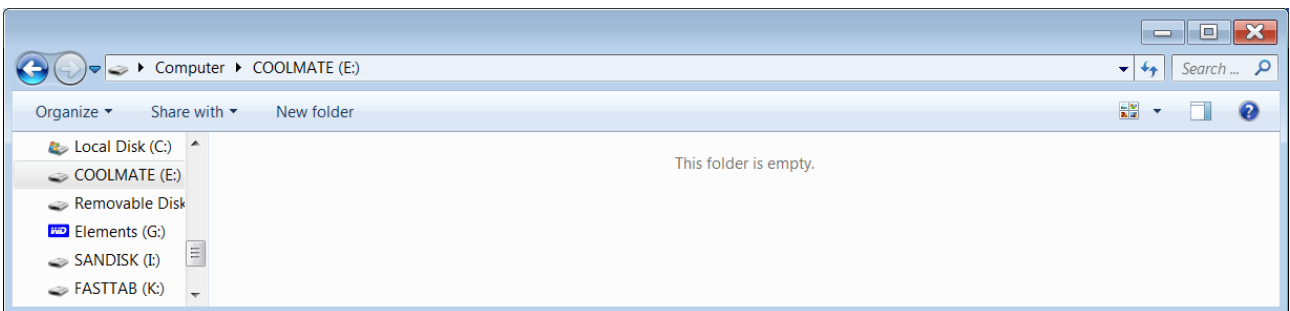 Computer COOLMATE (E:) Search ...
Organize Share with New folder
Local Disk (C:)
COOLMATE (E:)
Removable Disk
WD Elements (G:)
SANDISK (I:)
FASTTAB (K:)
This folder is empty.